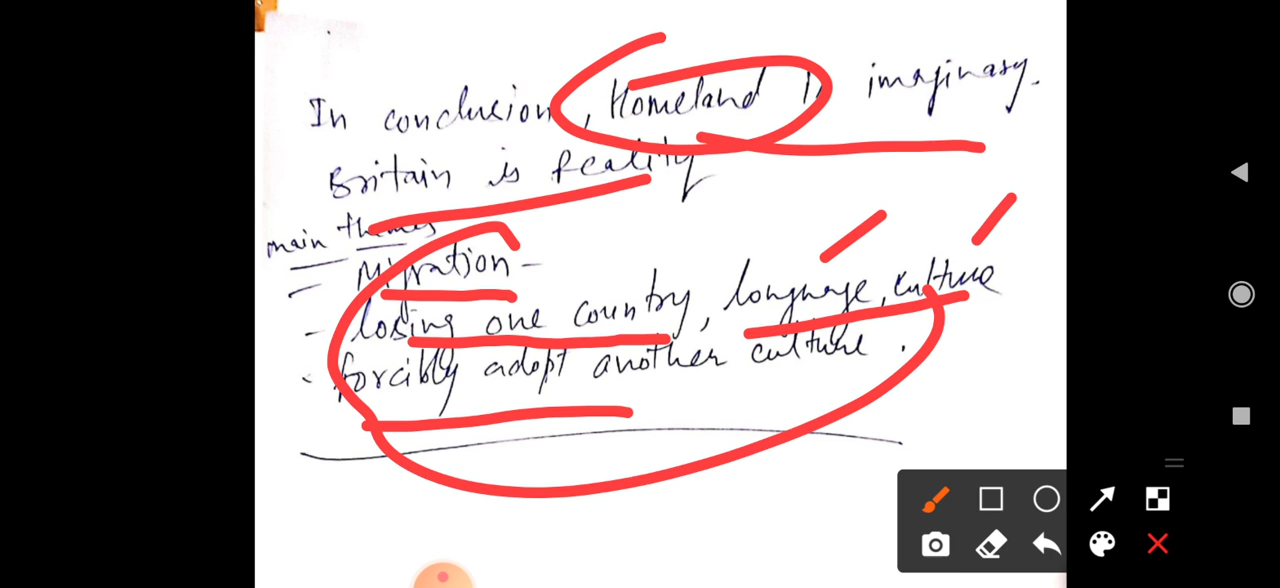 In conclusion, Homeland is imaginary.
Britain is Reality
main themes
- Migration -
- losing one country, language, culture
- forcibly adopt another culture.